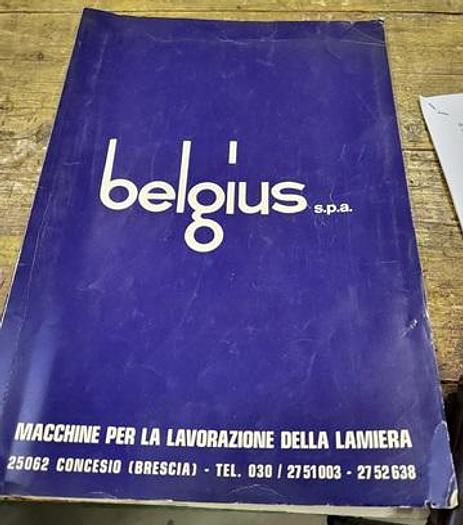 belgius s.p.a.
MACCHINE PER LA LAVORAZIONE DELLA LAMIERA
25062 CONCESIO (BRESCIA) - TEL. 030 / 2751003 - 2752638